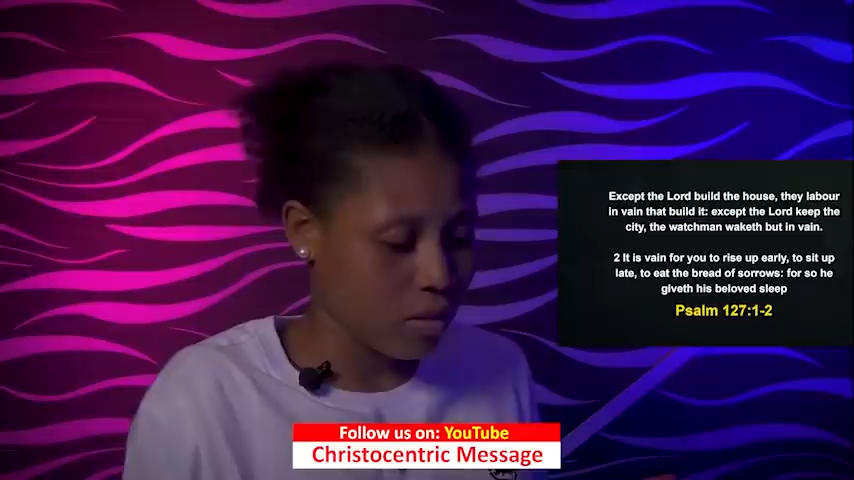 Except the Lord build the house, they labour
in vain that build it: except the Lord keep the
city, the watchman waketh but in vain.
2 It is vain for you to rise up early, to sit up
late, to eat the bread of sorrows: for so he
giveth his beloved sleep
Psalm 127:1-2
Follow us on: YouTube
Christocentric Message